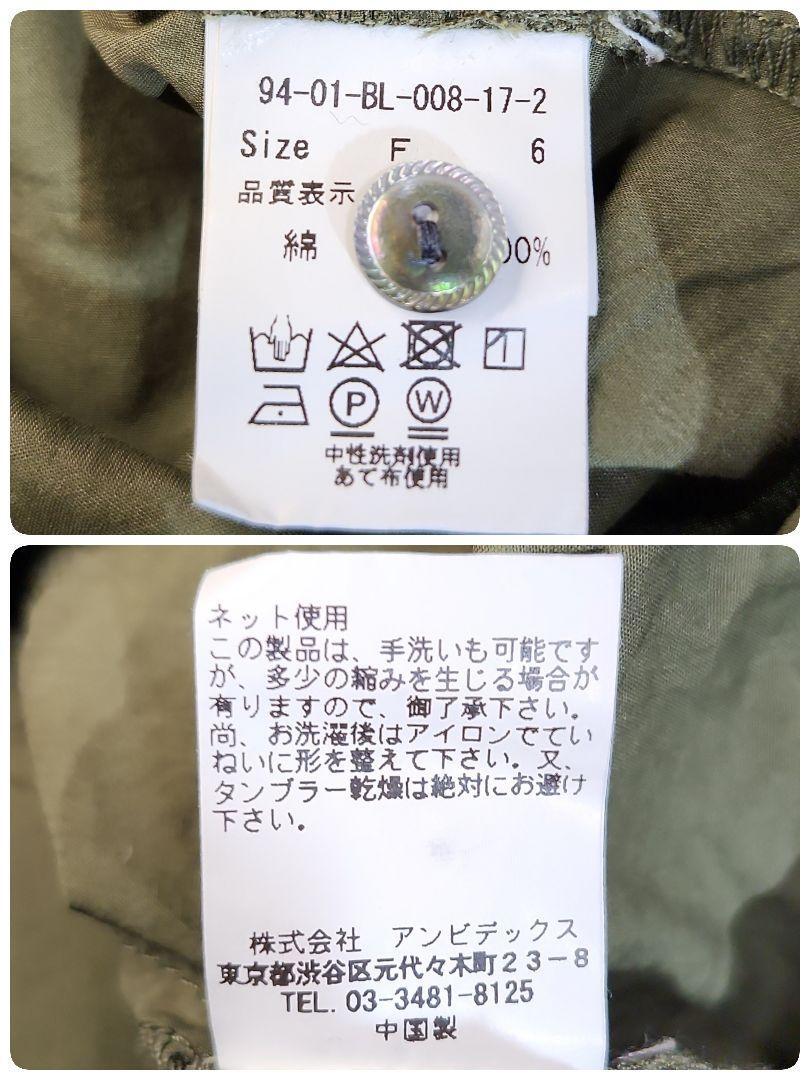 94-01-BL-008-17-2
Size F 6
品質表示
綿 00%
P W
中性洗剤使用
あて布使用
ネット使用
この製品は、手洗いも可能です
が、多少の縮みを生じる場合が
有りますので、御了承下さい。
尚、お洗濯後はアイロンでてい
ねいに形を整えて下さい。又、
タンブラー乾燥は絶対にお避け
下さい。
株式会社 アンビデックス
東京都渋谷区元代々木町23-8
TEL. 03-3481-8125
中国製